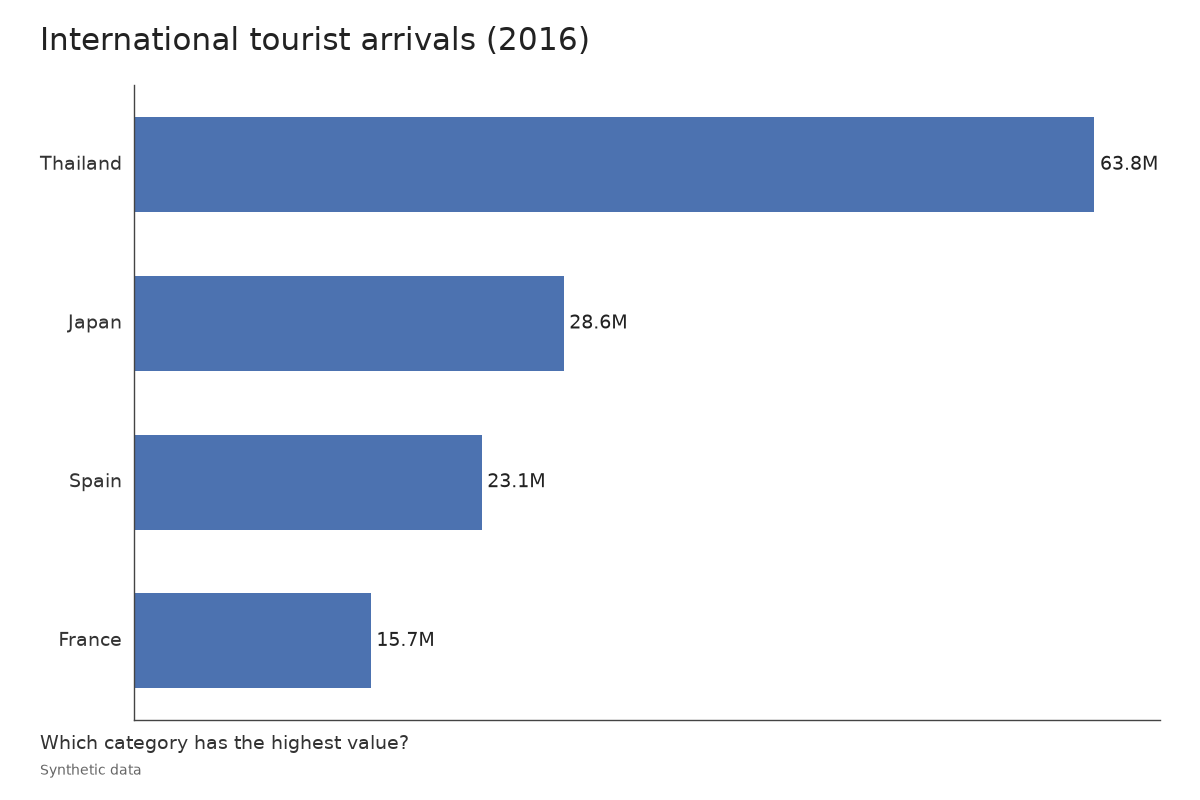 International tourist arrivals (2016)
Thailand 63.8M
Japan 28.6M
Spain 23.1M
France 15.7M
Which category has the highest value?
Synthetic data